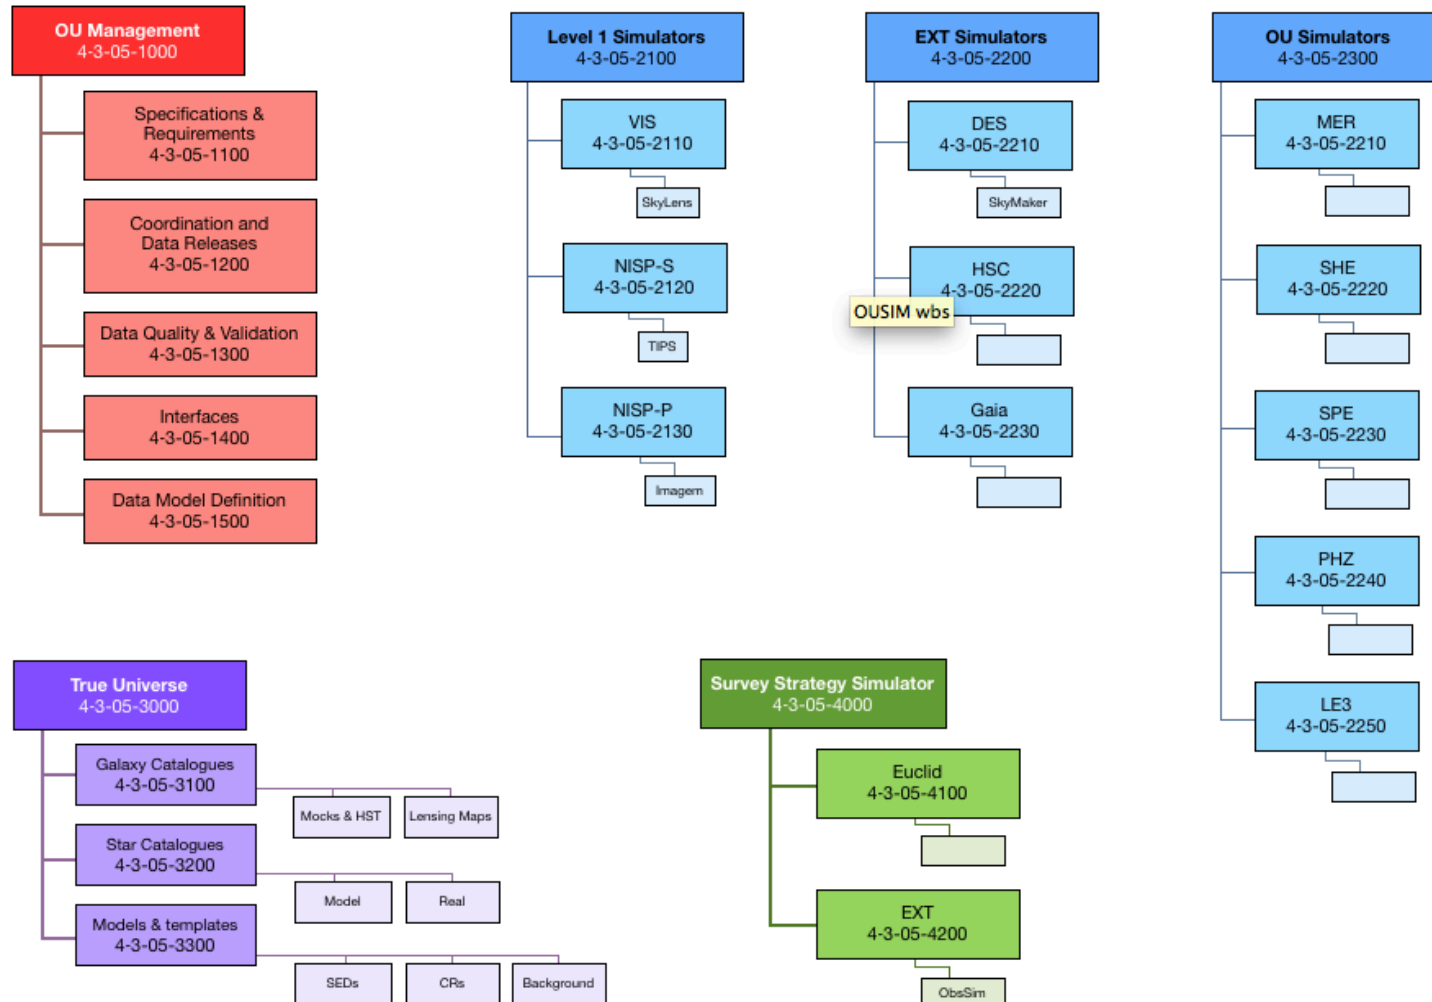 OU Management
4-3-05-1000
Specifications &
Requirements
4-3-05-1100
Coordination and
Data Releases
4-3-05-1200
Data Quality & Validation
4-3-05-1300
Interfaces
4-3-05-1400
Data Model Definition
4-3-05-1500
Level 1 Simulators
4-3-05-2100
VIS
4-3-05-2110
SkyLens
NISP-S
4-3-05-2120
TIPS
NISP-P
4-3-05-2130
Imagem
EXT Simulators
4-3-05-2200
DES
4-3-05-2210
SkyMaker
HSC
4-3-05-2220
OUSIM wbs
Gaia
4-3-05-2230
OU Simulators
4-3-05-2300
MER
4-3-05-2210
SHE
4-3-05-2220
SPE
4-3-05-2230
PHZ
4-3-05-2240
LE3
4-3-05-2250
True Universe
4-3-05-3000
Galaxy Catalogues
4-3-05-3100
Mocks & HST
Lensing Maps
Star Catalogues
4-3-05-3200
Model
Real
Models & templates
4-3-05-3300
SEDs
CRs
Background
Survey Strategy Simulator
4-3-05-4000
Euclid
4-3-05-4100
EXT
4-3-05-4200
ObsSim